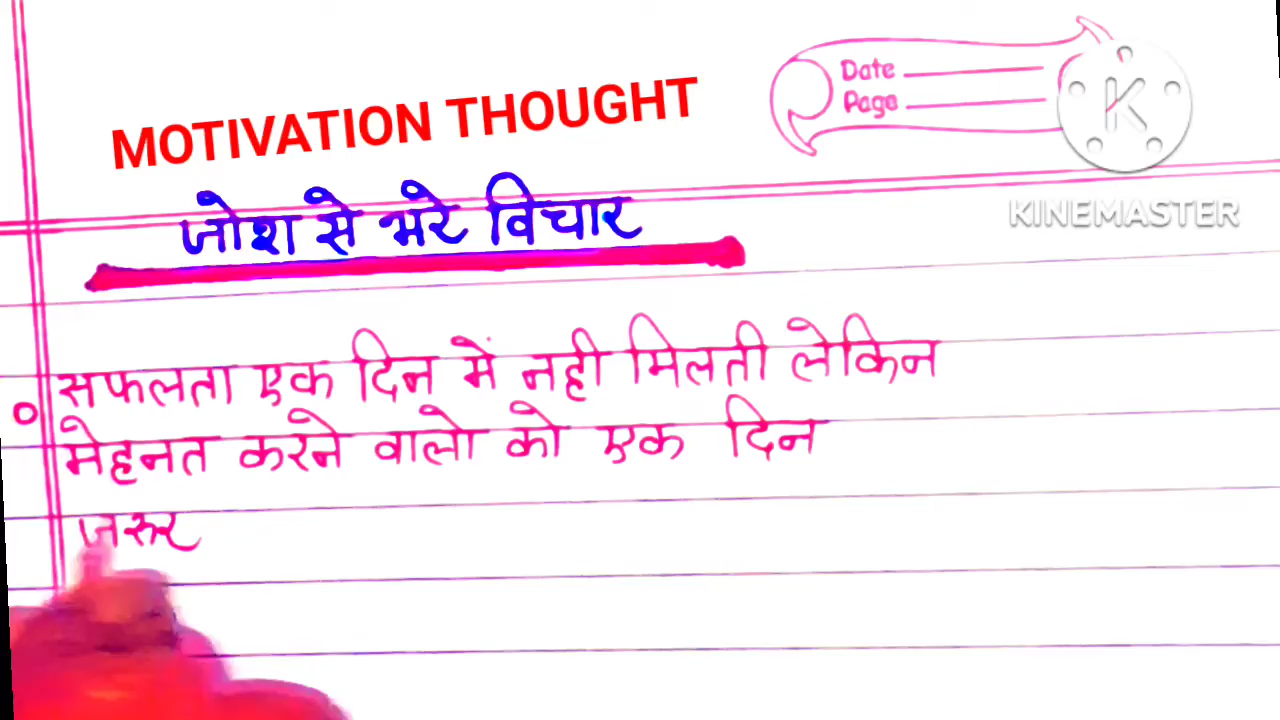 Date
Page
MOTIVATION THOUGHT
KINEMASTER
जोश से भरे विचार
सफलता एक दिन में नही मिलती लेकिन
मेहनत करने वालो को एक दिन
जरुर